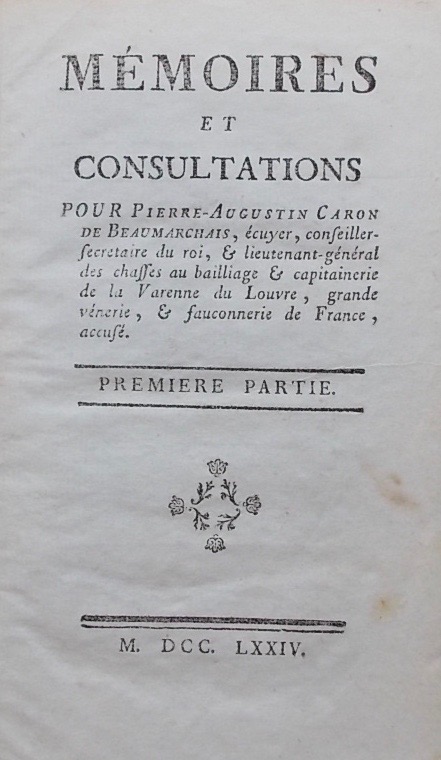 MÉMOIRES
ET
CONSULTATIONS
POUR PIERRE-AUGUSTIN CARON
DE BEAUMARCHAIS, écuyer, conſeiller-
ſecretaire du roi, & lieutenant-général
des chaſſes au bailliage & capitainerie
de la Varenne du Louvre, grande
vénerie, & fauconnerie de France,
accuſé.
PREMIERE PARTIE.
M. DCC. LXXIV.